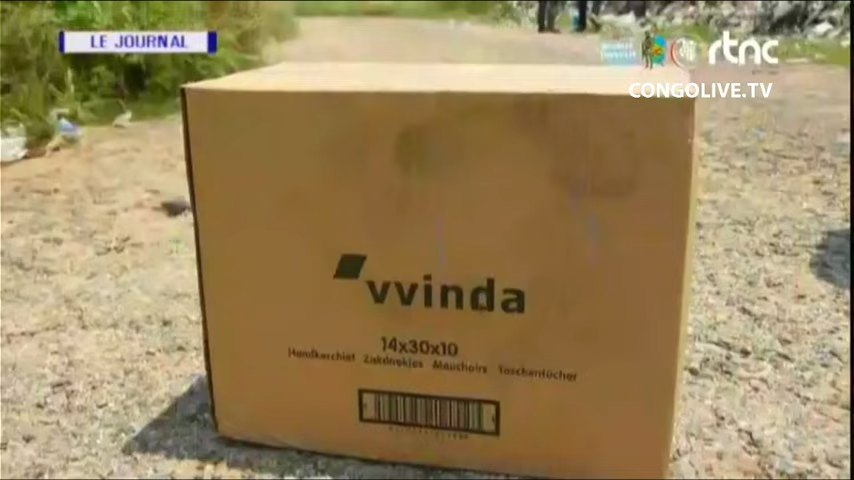 LE JOURNAL
rtnc
CONGOLIVE.TV
vvinda
14x30x10
Handkerchief Zakdoekjes Mouchoirs Taschentücher